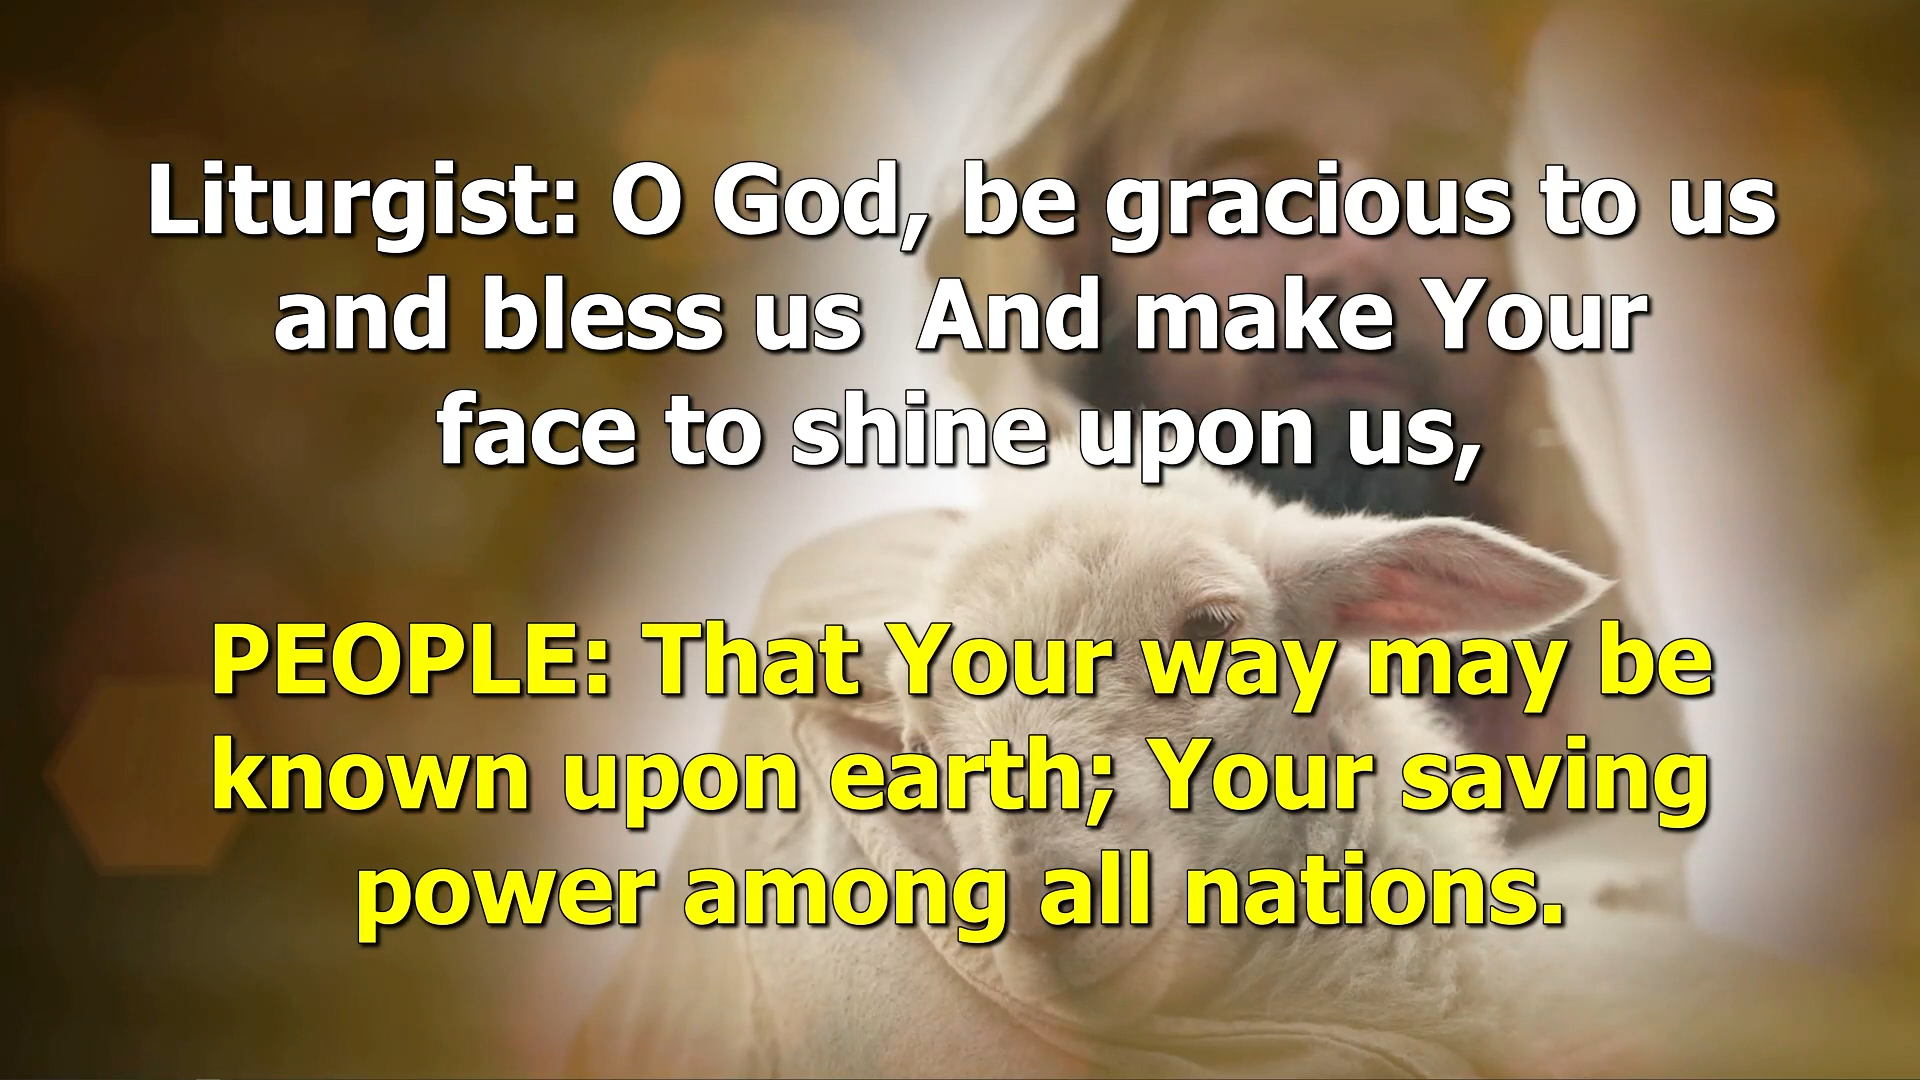 Liturgist: O God, be gracious to us
and bless us  And make Your
face to shine upon us,
PEOPLE: That Your way may be
known upon earth; Your saving
power among all nations.